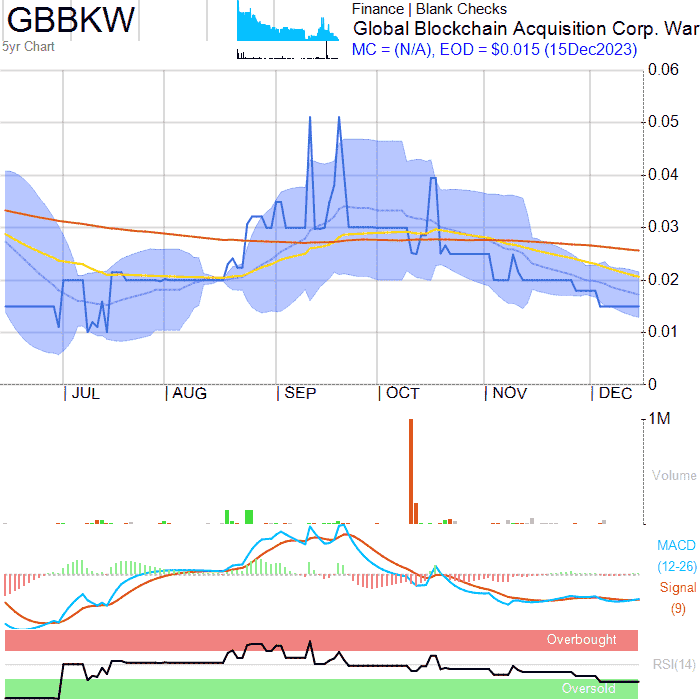 GBBKW
5yr Chart
Finance | Blank Checks
Global Blockchain Acquisition Corp. War
MC = (N/A), EOD = $0.015 (15Dec2023)
0.06
0.05
0.04
0.03
0.02
0.01
0
| JUL | AUG | SEP | OCT | NOV | DEC
1M
Volume
MACD
(12-26)
Signal
(9)
Overbought
RSI(14)
Oversold